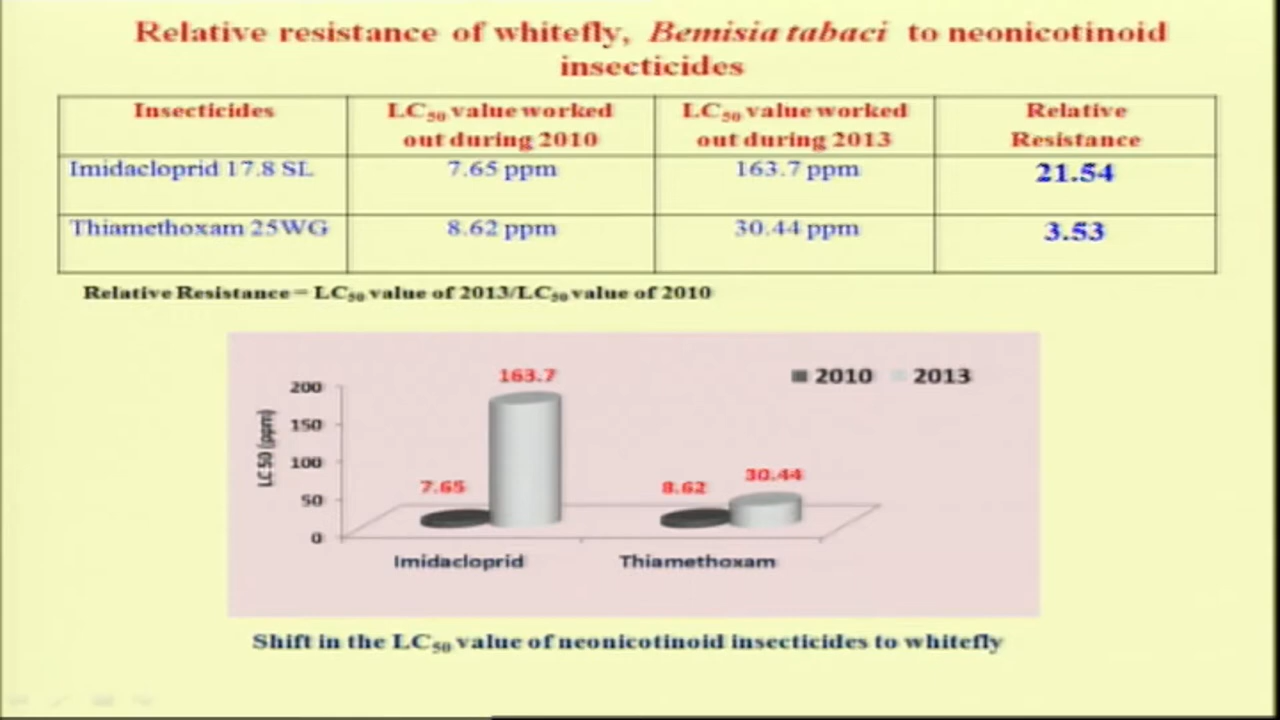 Relative resistance of whitefly, Bemisia tabaci to neonicotinoid
insecticides
Insecticides
LC50 value worked
out during 2010
LC50 value worked
out during 2013
Relative
Resistance
Imidacloprid 17.8 SL
7.65 ppm
163.7 ppm
21.54
Thiamethoxam 25WG
8.62 ppm
30.44 ppm
3.53
Relative Resistance = LC50 value of 2013/LC50 value of 2010
163.7
2010
2013
200
150
100
50
0
LC 50 (ppm)
7.65
8.62
30.44
Imidacloprid
Thiamethoxam
Shift in the LC50 value of neonicotinoid insecticides to whitefly